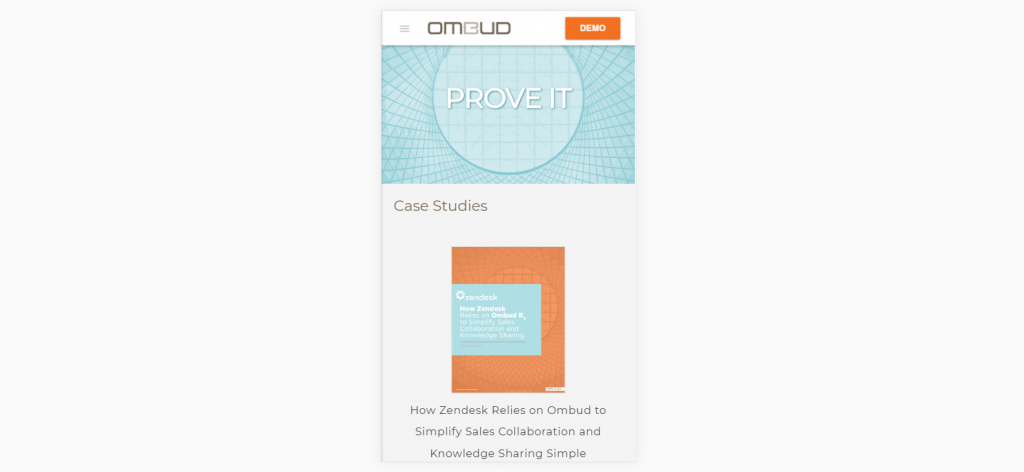 OMBUD
DEMO
PROVE IT
Case Studies
zendesk
How Zendesk
Relies on Ombud Rx
to Simplify Sales
Collaboration and
Knowledge Sharing
How Zendesk Relies on Ombud to
Simplify Sales Collaboration and
Knowledge Sharing Simple